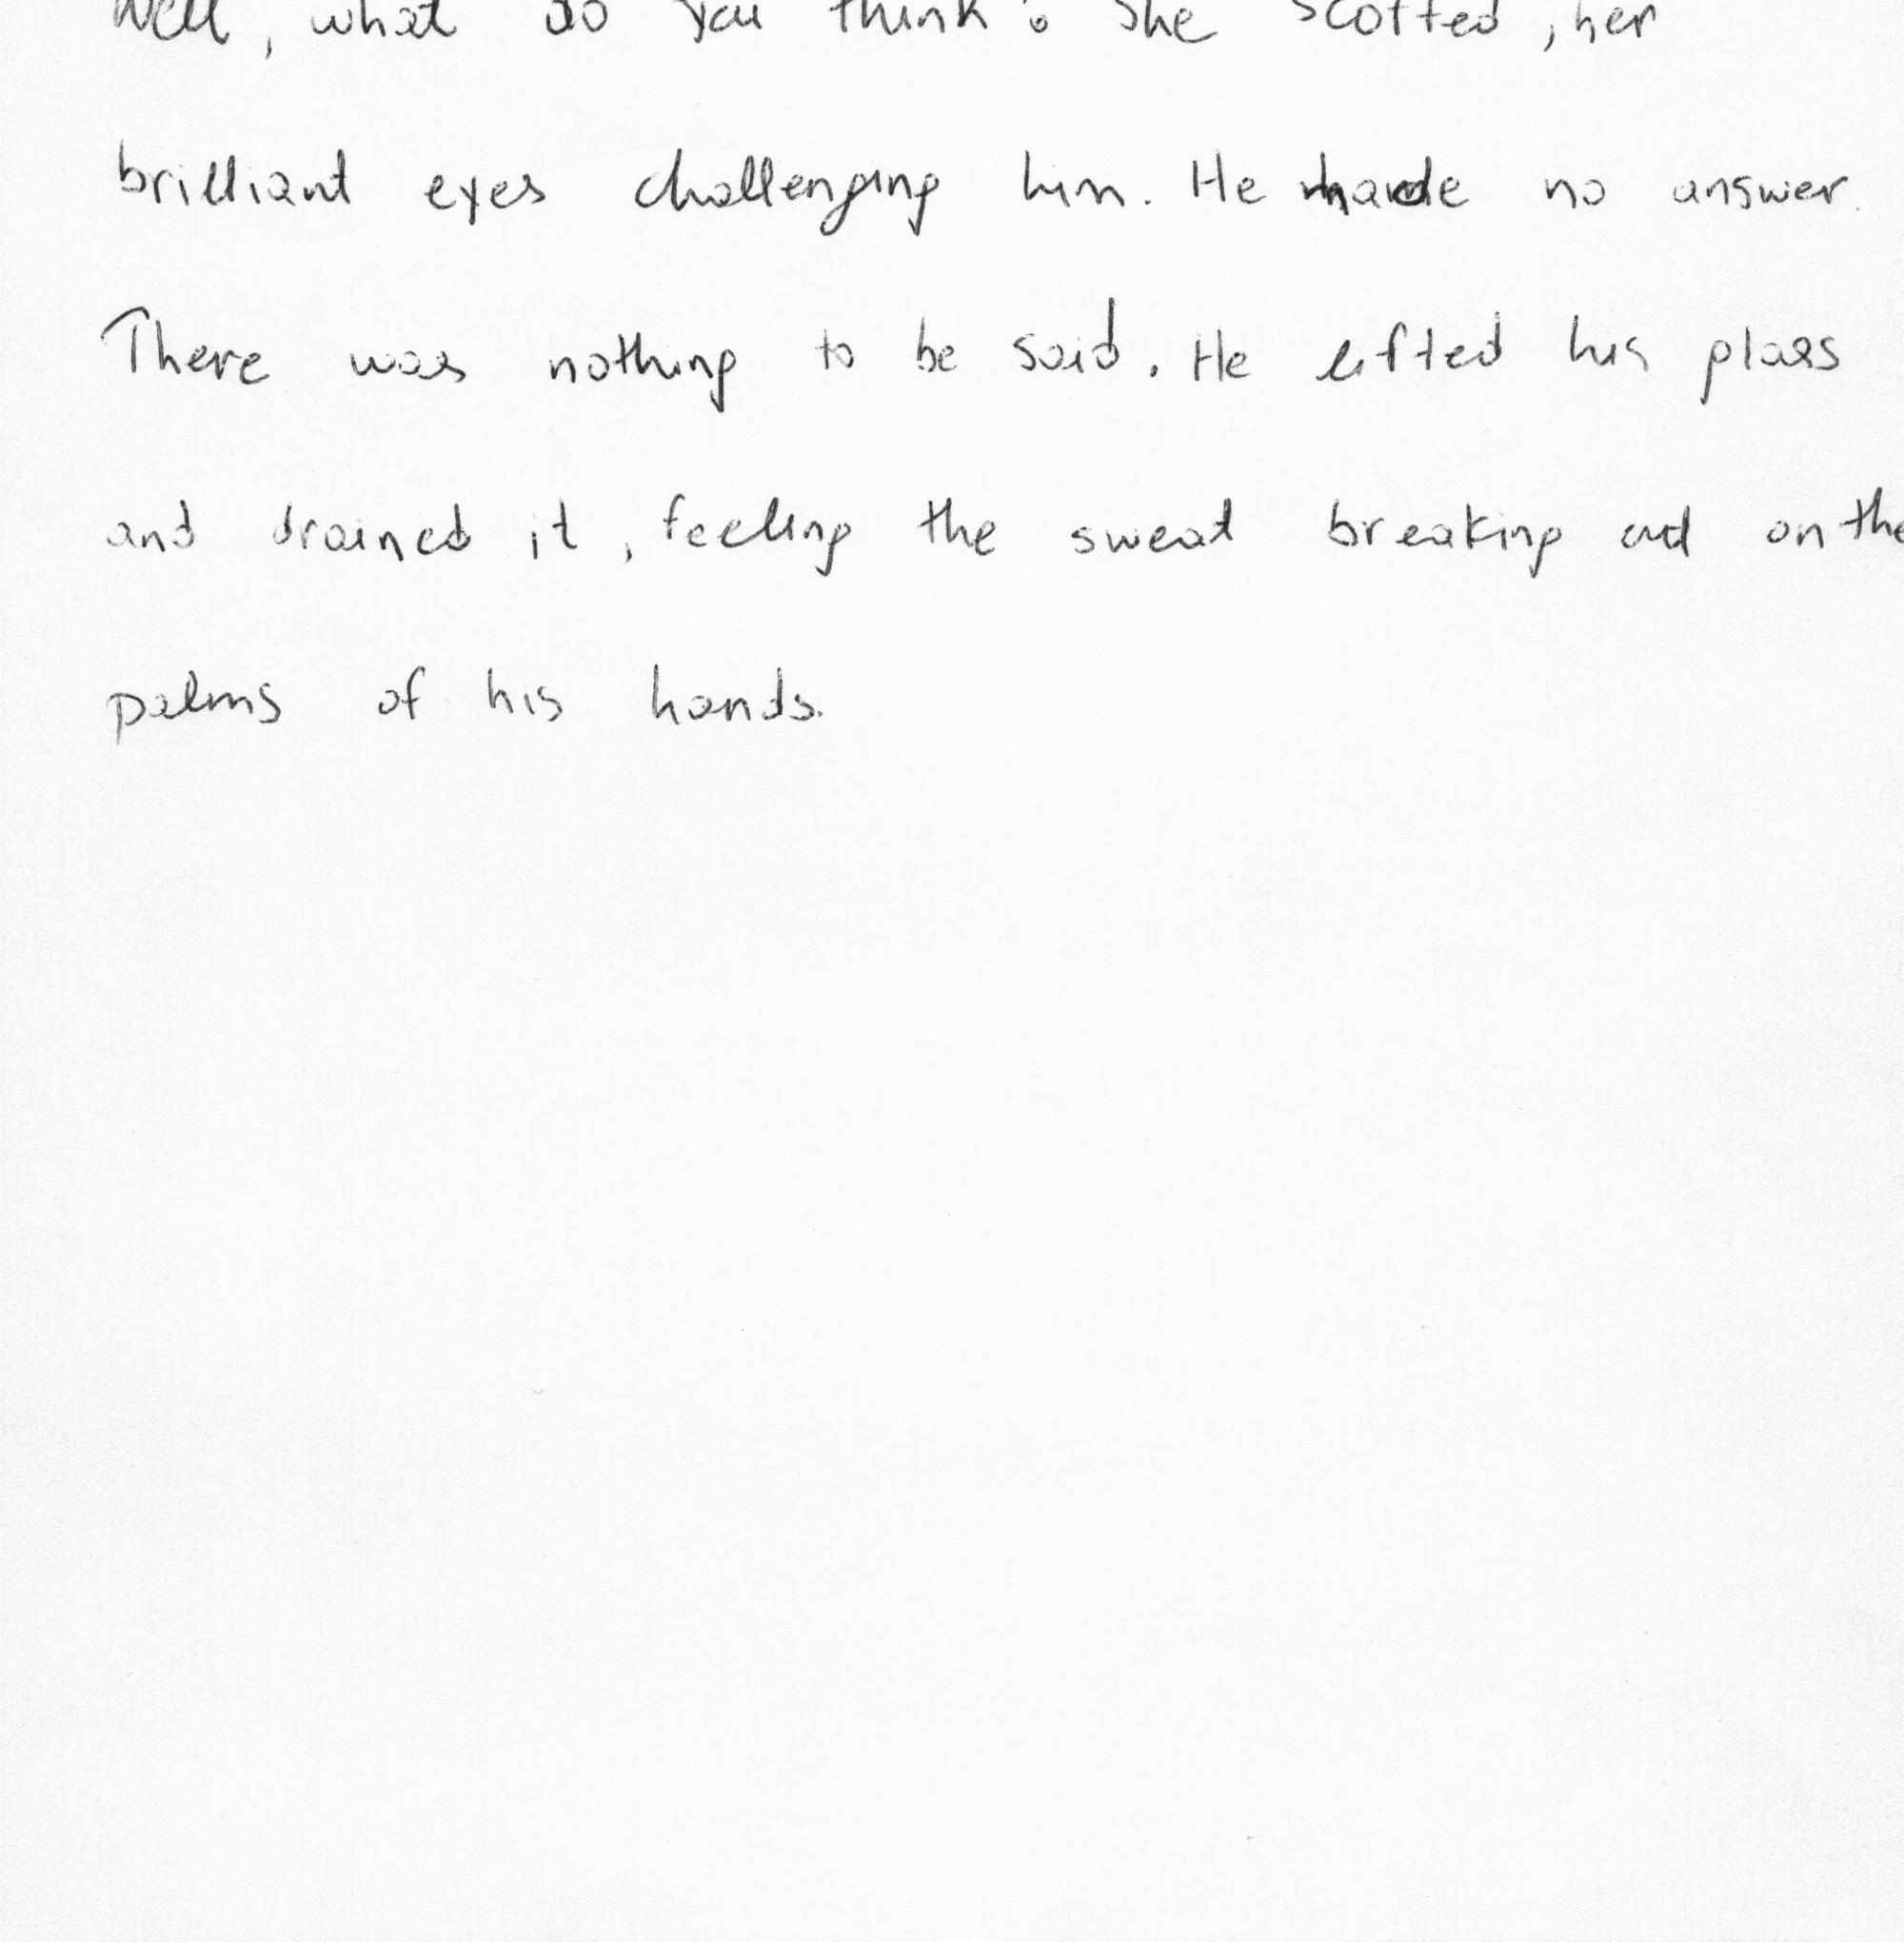 Well, what do you think? She scoffed, her
brilliant eyes challenging him. He made no answer.
There was nothing to be said. He lifted his glass
and drained it, feeling the sweat breaking out on the
palms of his hands.